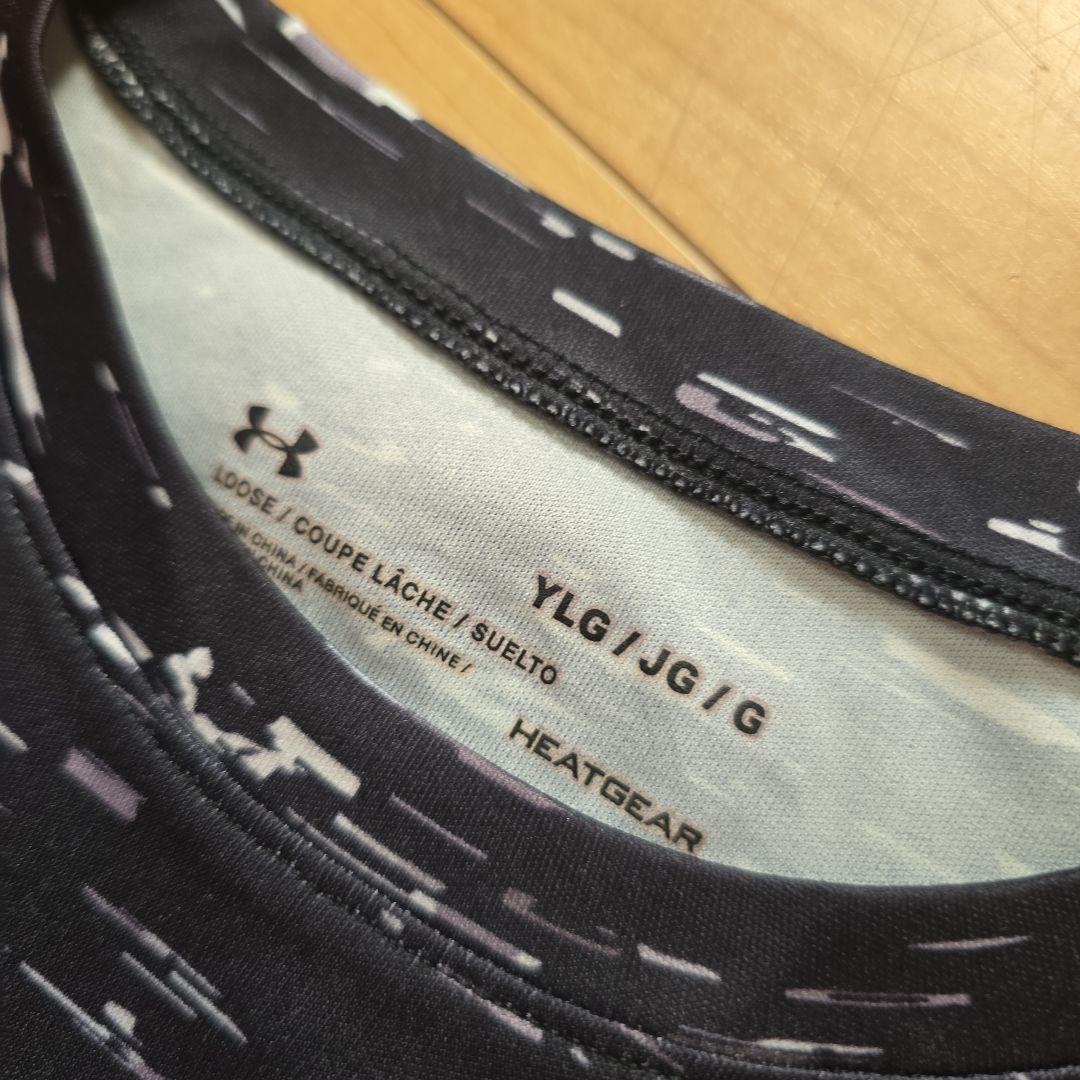 LOOSE / COUPE LÂCHE / SUELTO
IN CHINA / FABRIQUÉ EN CHINE /
CHINA
YLG / JG / G
HEATGEAR